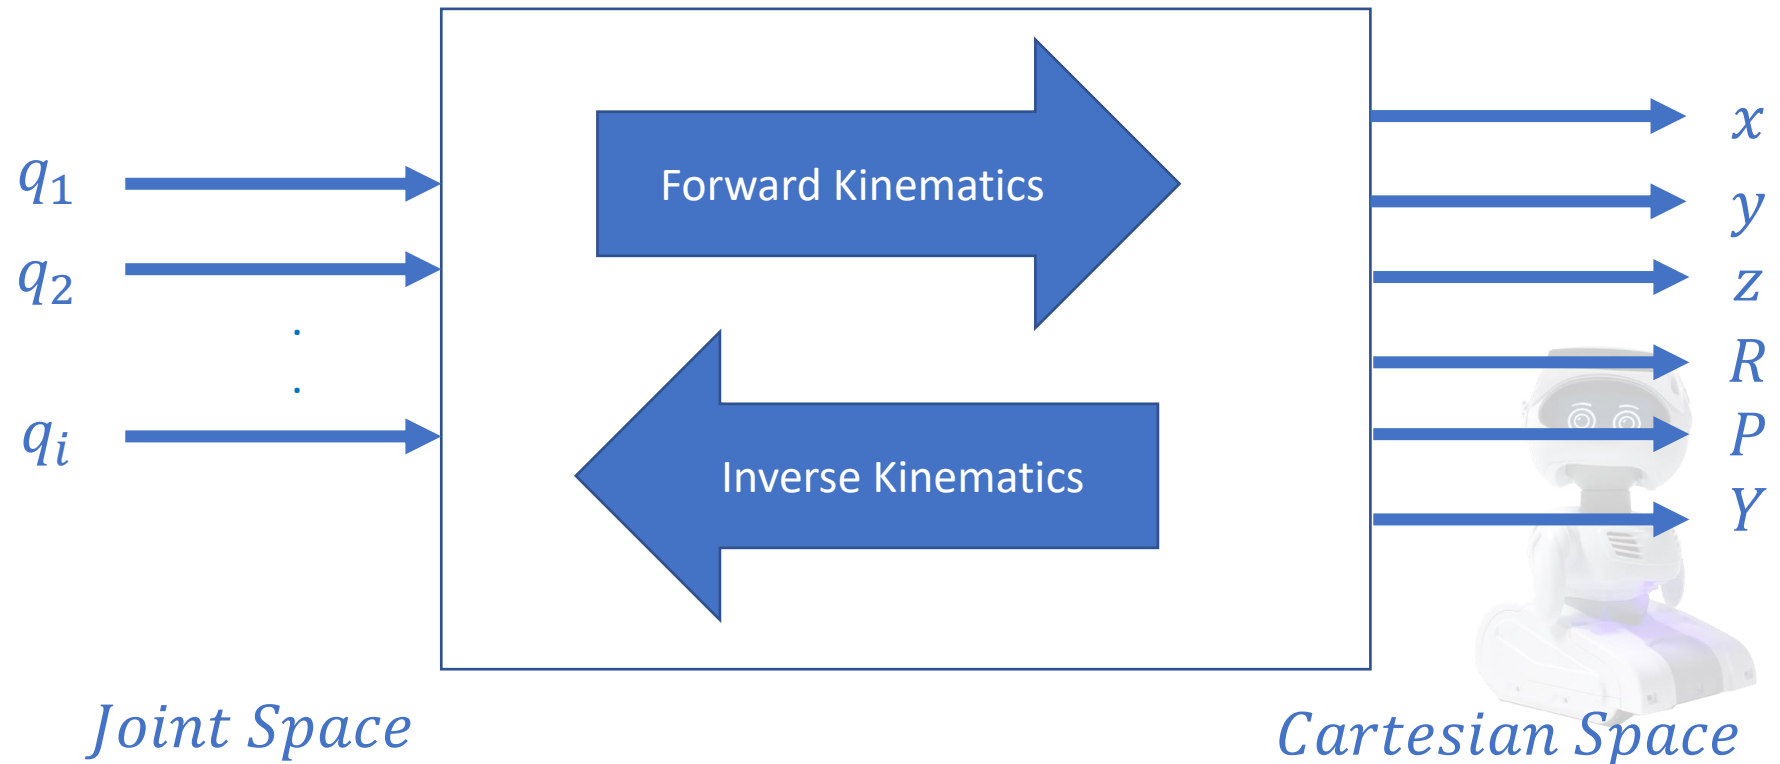 q₁
q₂
.
.
qᵢ
Forward Kinematics
Inverse Kinematics
x
y
z
R
P
Y
Joint Space
Cartesian Space